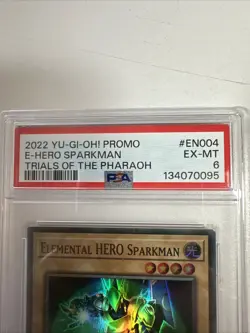 2022 YU-GI-OH! PROMO #EN004
E-HERO SPARKMAN EX-MT
TRIALS OF THE PHARAOH 6
PSA 134070095
ELEMENTAL HERO SPARKMAN